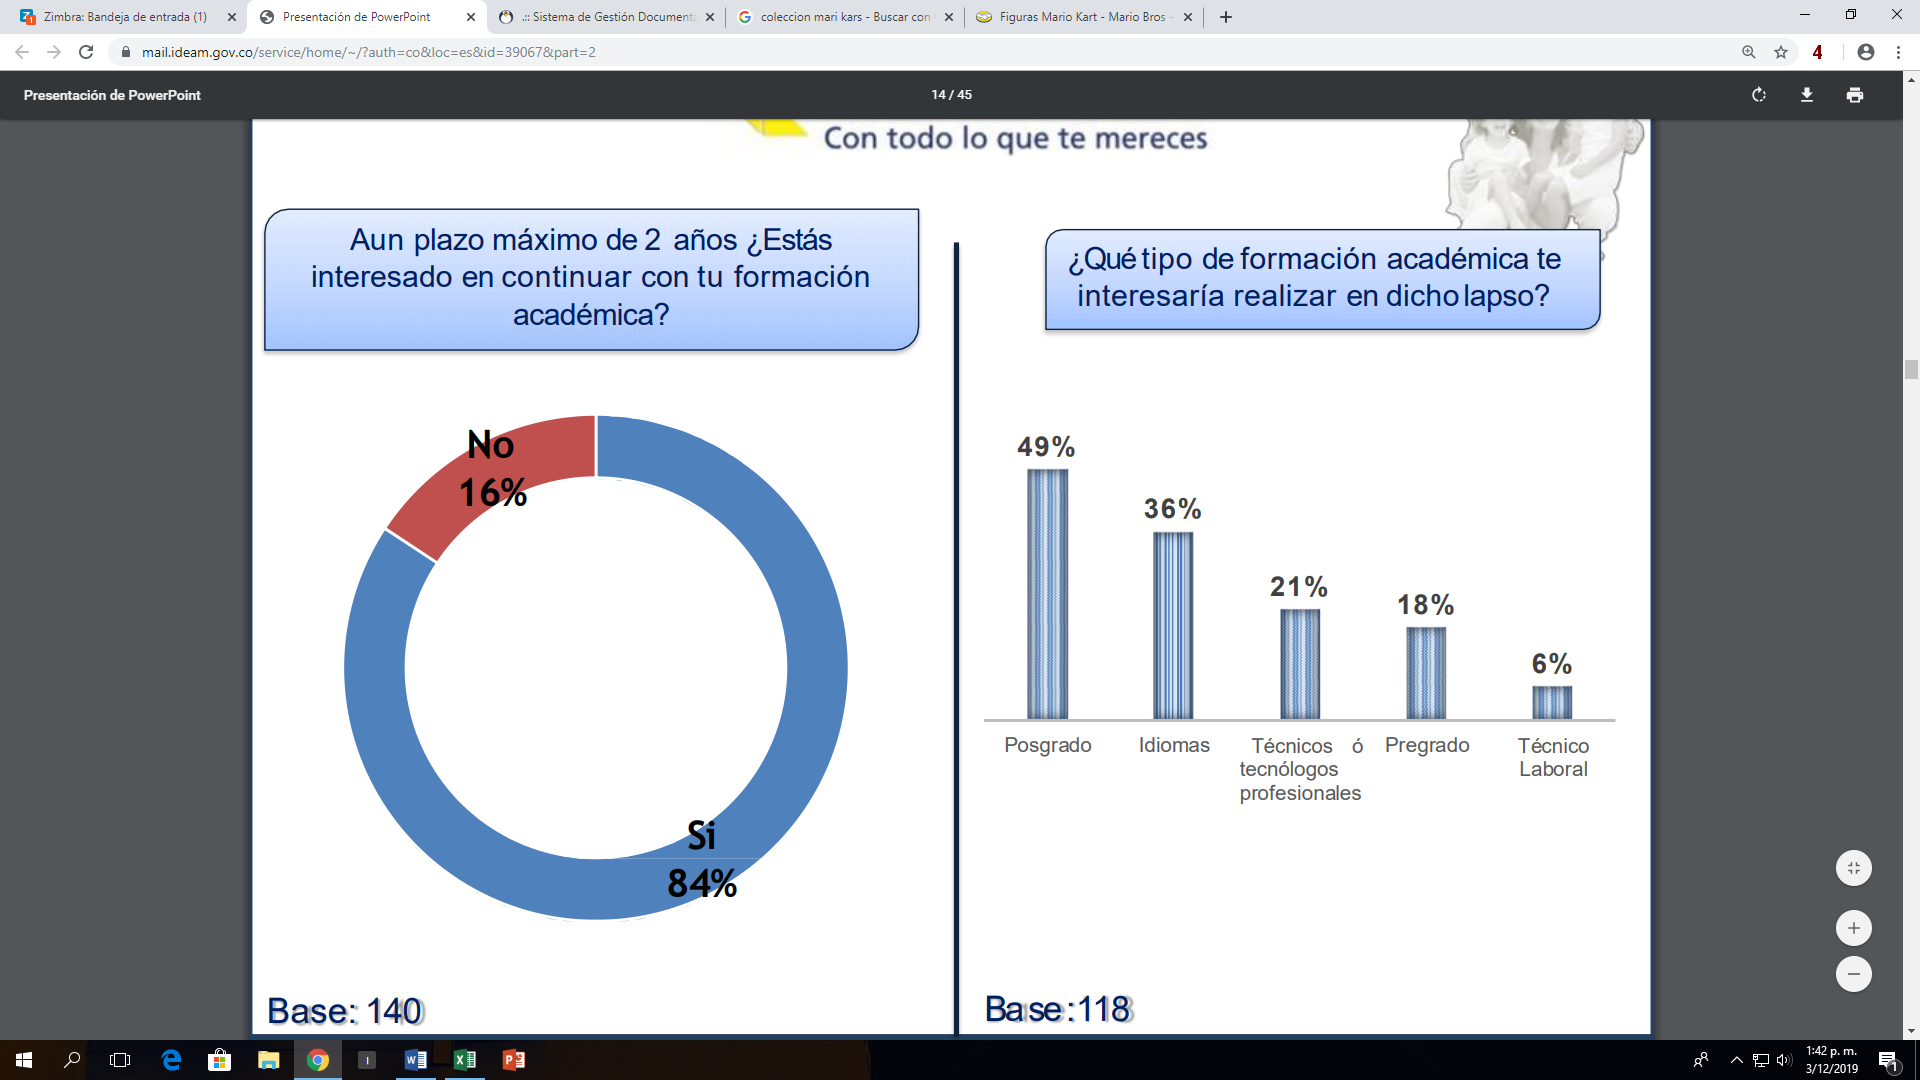 Zimbra: Bandeja de entrada (1)
Presentación de PowerPoint
.:: Sistema de Gestión Documenta
coleccion mari kars - Buscar con
Figuras Mario Kart - Mario Bros -
mail.ideam.gov.co/service/home/~/?auth=co&loc=es&id=39067&part=2
4
Presentación de PowerPoint
14 / 45
Con todo lo que te mereces
Aun plazo máximo de 2 años ¿Estás
interesado en continuar con tu formación
académica?
¿Qué tipo de formación académica te
interesaría realizar en dicho lapso?
No
16%
Si
84%
49%
36%
21%
18%
6%
Posgrado
Idiomas
Técnicos ó
tecnólogos
profesionales
Pregrado
Técnico
Laboral
Base: 140
Base:118
1:42 p. m.
3/12/2019
1